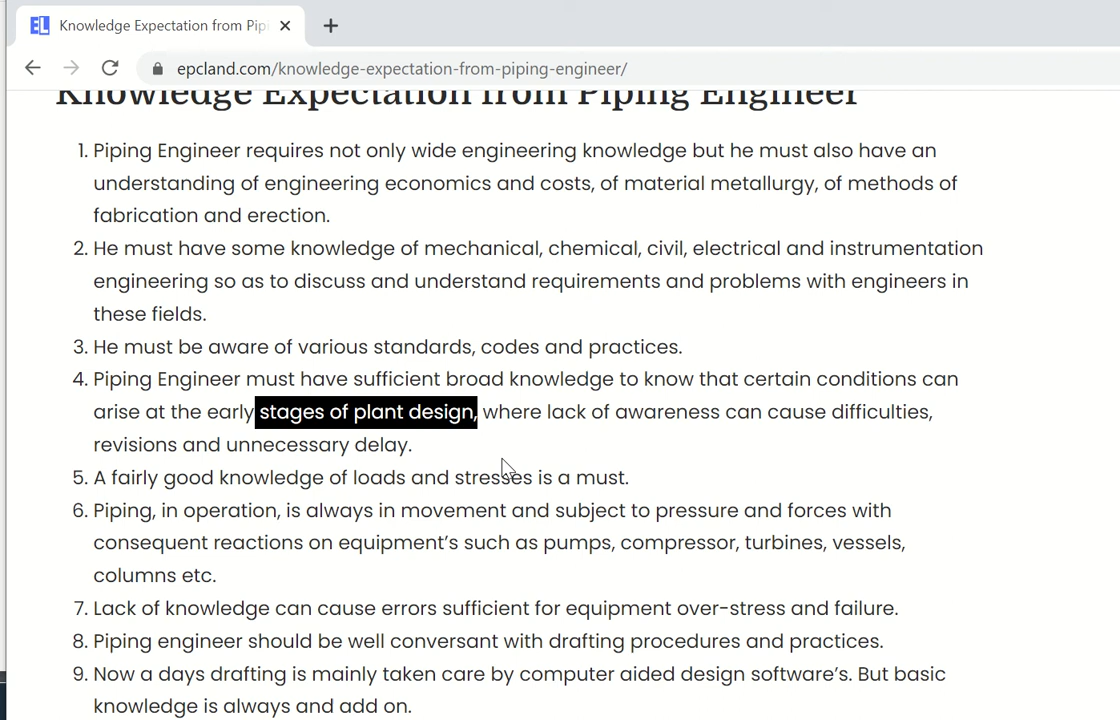 EL Knowledge Expectation from Pip
epcland.com/knowledge-expectation-from-piping-engineer/
Knowledge Expectation from Piping Engineer
1. Piping Engineer requires not only wide engineering knowledge but he must also have an
understanding of engineering economics and costs, of material metallurgy, of methods of
fabrication and erection.
2. He must have some knowledge of mechanical, chemical, civil, electrical and instrumentation
engineering so as to discuss and understand requirements and problems with engineers in
these fields.
3. He must be aware of various standards, codes and practices.
4. Piping Engineer must have sufficient broad knowledge to know that certain conditions can
arise at the early stages of plant design, where lack of awareness can cause difficulties,
revisions and unnecessary delay.
5. A fairly good knowledge of loads and stresses is a must.
6. Piping, in operation, is always in movement and subject to pressure and forces with
consequent reactions on equipment's such as pumps, compressor, turbines, vessels,
columns etc.
7. Lack of knowledge can cause errors sufficient for equipment over-stress and failure.
8. Piping engineer should be well conversant with drafting procedures and practices.
9. Now a days drafting is mainly taken care by computer aided design software's. But basic
knowledge is always and add on.